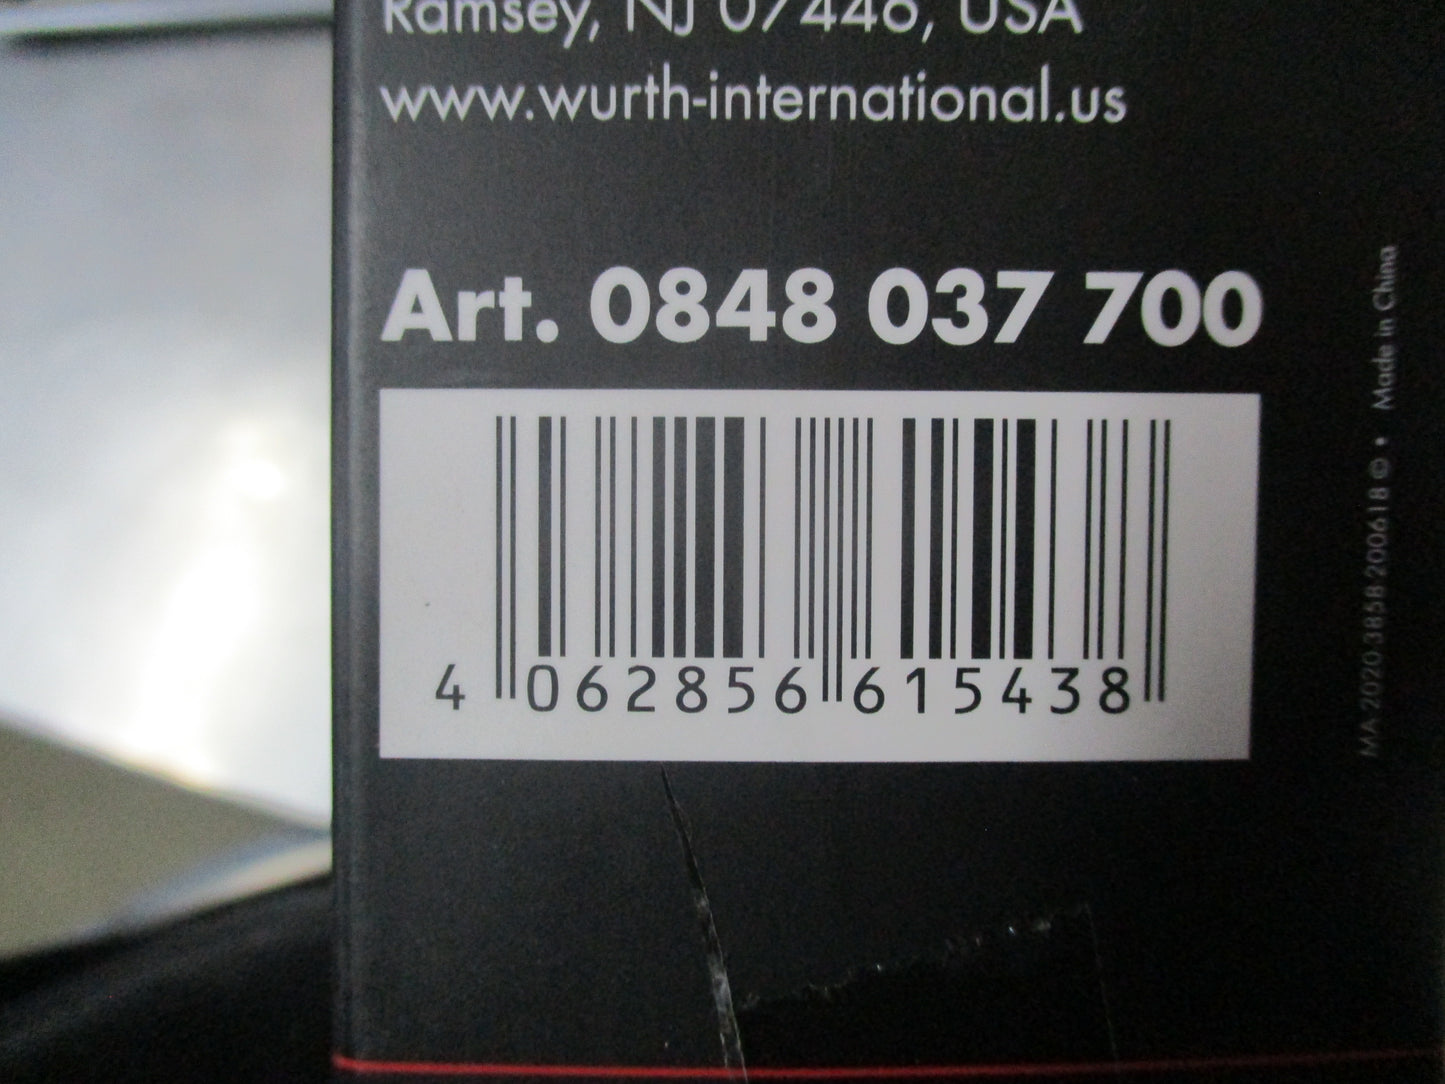 Ramsey, NJ 07446, USA
www.wurth-international.us
Art. 0848 037 700
4 062856 615438
MA-2020-3858-200618 © • Made in China